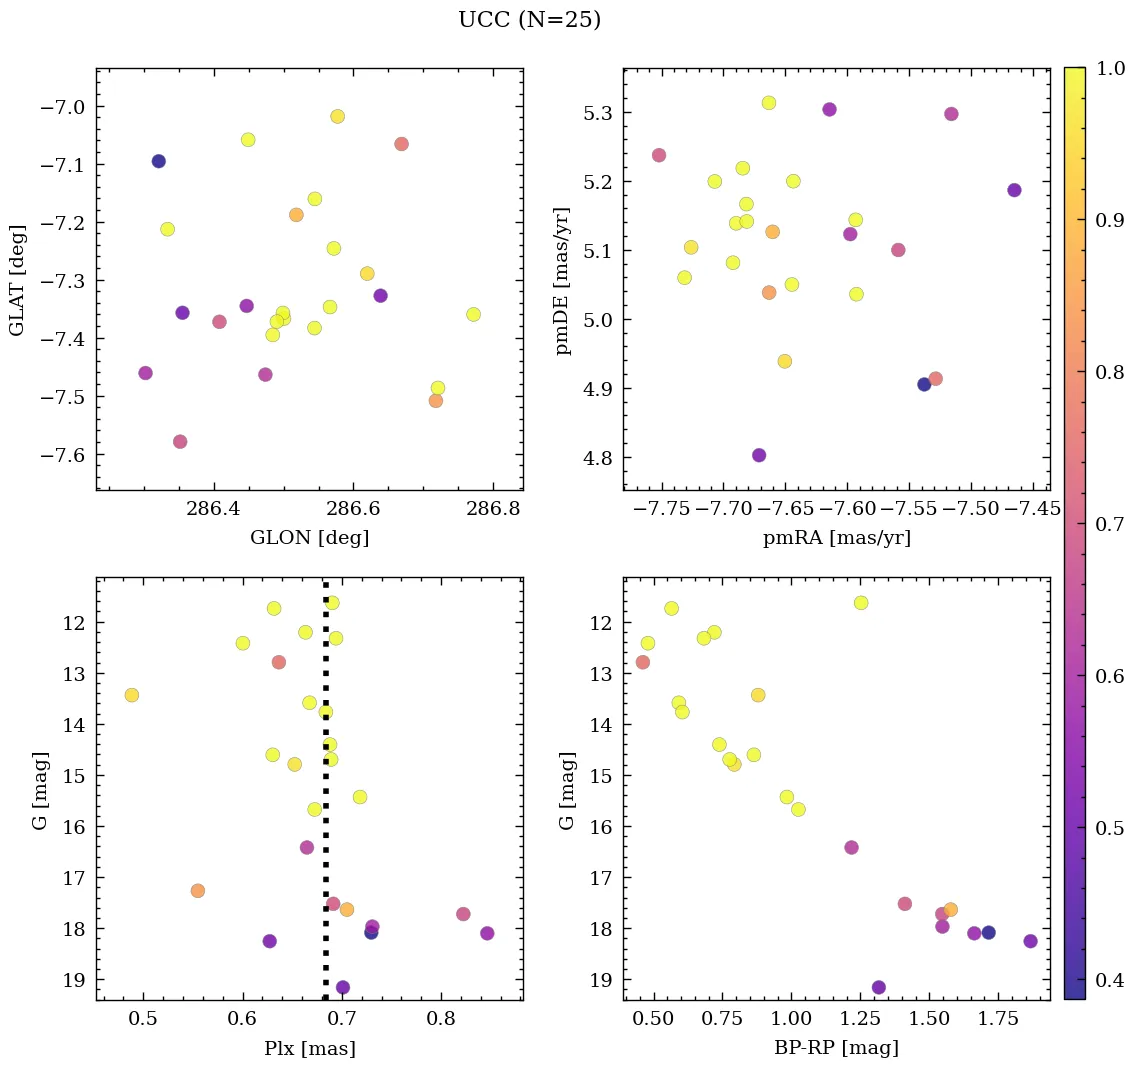 UCC (N=25)
−7.0
−7.1
−7.2
−7.3
−7.4
−7.5
−7.6
GLAT [deg]
286.4 286.6 286.8
GLON [deg]
5.3
5.2
5.1
5.0
4.9
4.8
pmDE [mas/yr]
−7.75 −7.70 −7.65 −7.60 −7.55 −7.50 −7.45
pmRA [mas/yr]
12
13
14
15
16
17
18
19
G [mag]
0.5 0.6 0.7 0.8
Plx [mas]
12
13
14
15
16
17
18
19
G [mag]
0.50 0.75 1.00 1.25 1.50 1.75
BP-RP [mag]
1.0
0.9
0.8
0.7
0.6
0.5
0.4